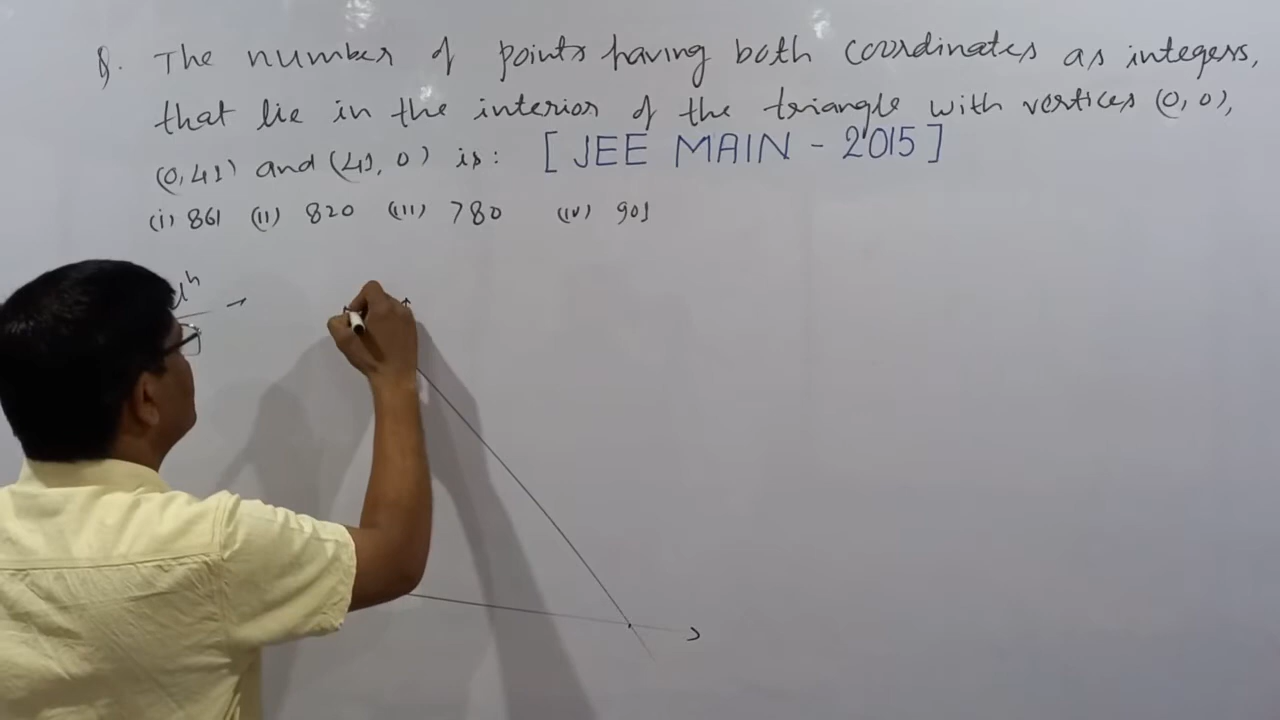 Q. The number of points having both coordinates as integers,
that lie in the interior of the triangle with vertices (0, 0),
(0, 41) and (41, 0) is: [JEE MAIN - 2015]
(i) 861 (ii) 820 (iii) 780 (iv) 901